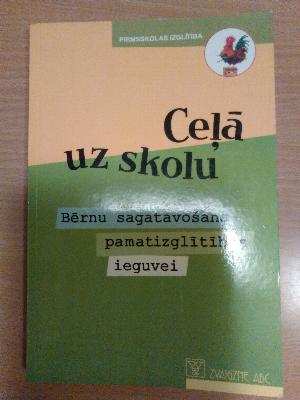 PIRMSSKOLAS IZGLĪTĪBA
Ceļā
uz skolu
Bērnu sagatavošana
pamatizglītības
ieguvei
ZVAIGZNE ABC